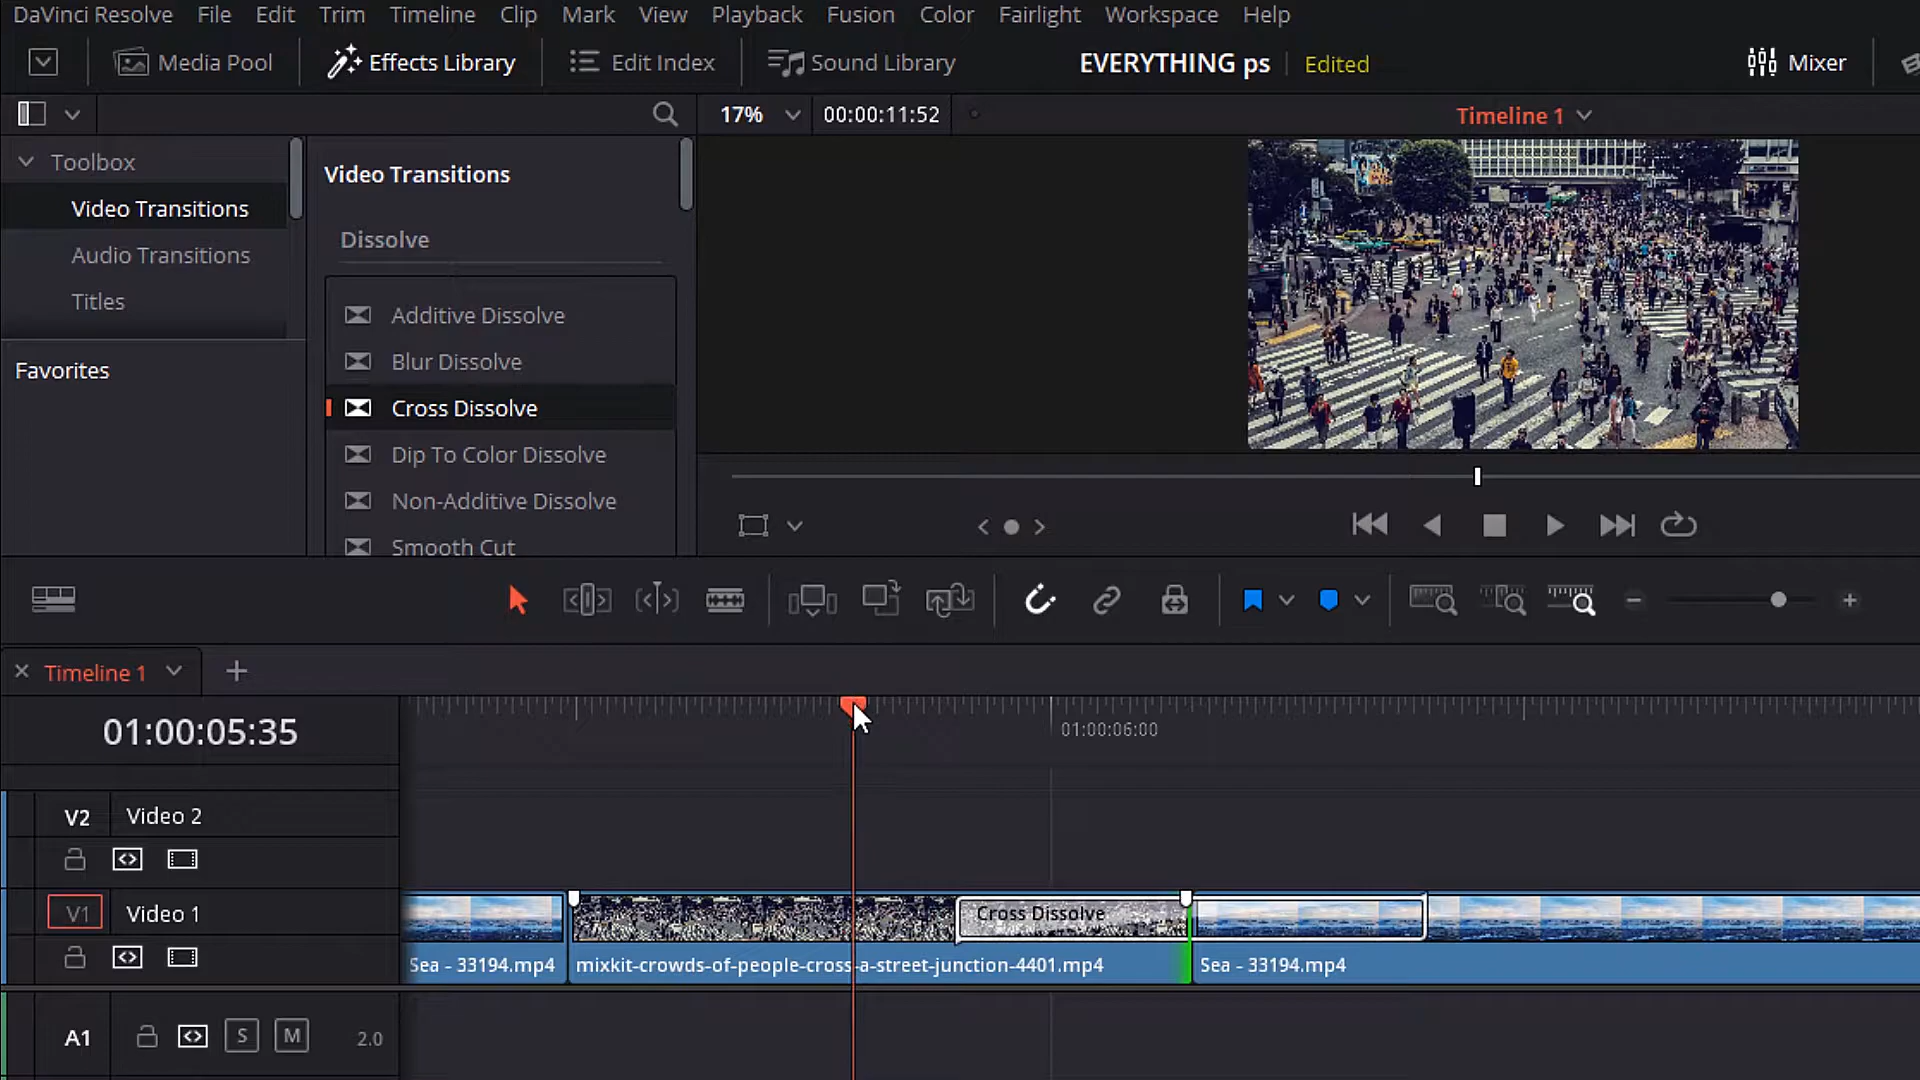 DaVinci Resolve File Edit Trim Timeline Clip Mark View Playback Fusion Color Fairlight Workspace Help
Media Pool Effects Library Edit Index Sound Library EVERYTHING ps Edited Mixer
17% 00:00:11:52 Timeline 1
Toolbox
Video Transitions
Audio Transitions
Titles
Favorites
Video Transitions
Dissolve
Additive Dissolve
Blur Dissolve
Cross Dissolve
Dip To Color Dissolve
Non-Additive Dissolve
Smooth Cut
Timeline 1
01:00:05:35
01:00:06:00
V2 Video 2
V1 Video 1
Cross Dissolve
Sea - 33194.mp4 mixkit-crowds-of-people-cross-a-street-junction-4401.mp4 Sea - 33194.mp4
A1 S M 2.0